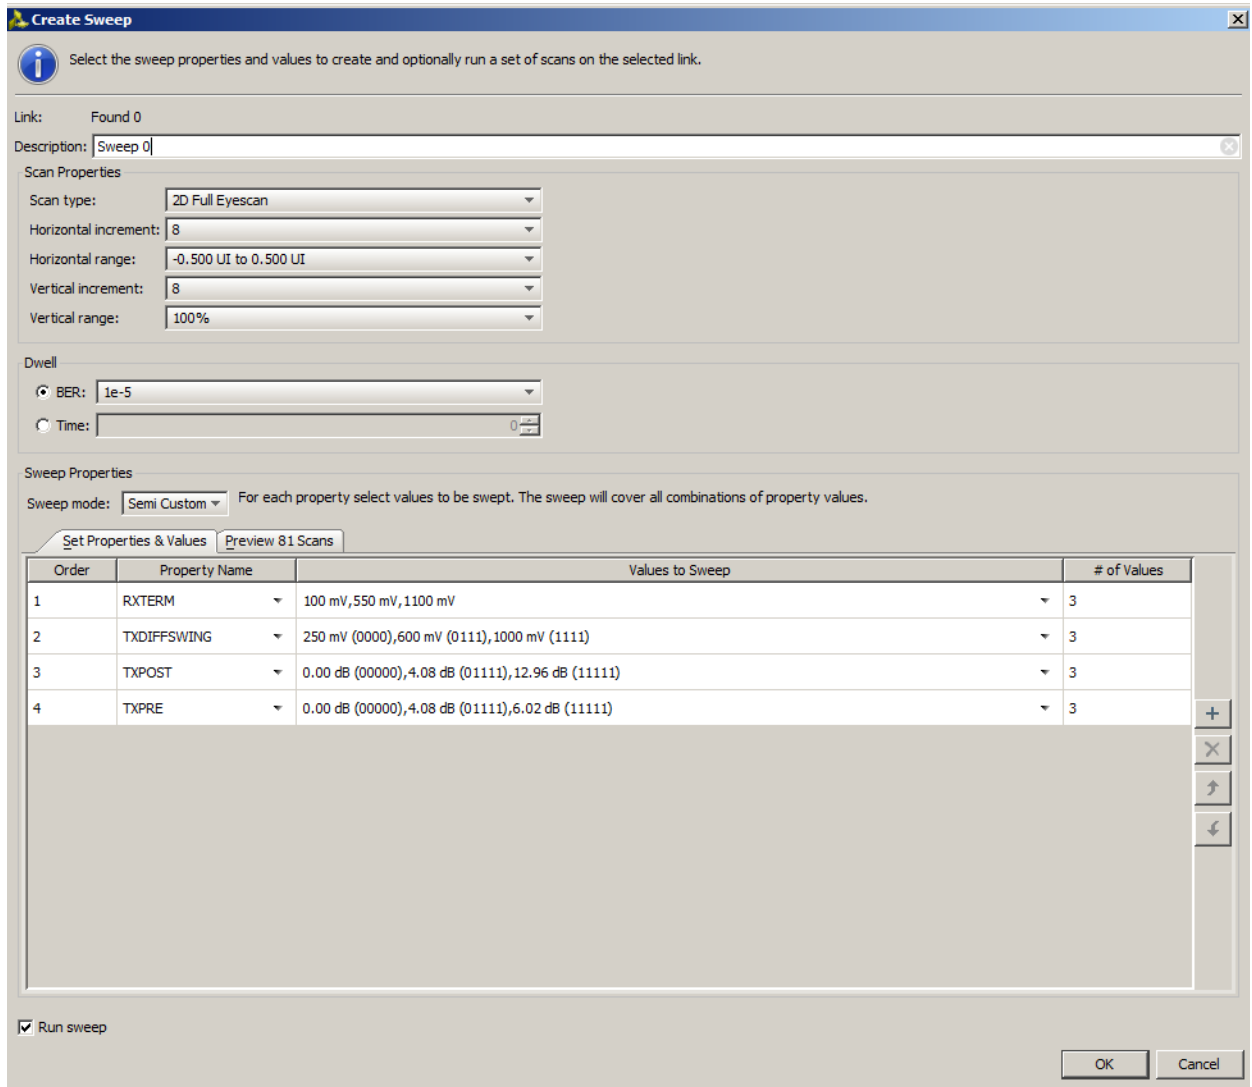 Create Sweep
Select the sweep properties and values to create and optionally run a set of scans on the selected link.
Link: Found 0
Description: Sweep 0
Scan Properties
Scan type: 2D Full Eyescan
Horizontal increment: 8
Horizontal range: -0.500 UI to 0.500 UI
Vertical increment: 8
Vertical range: 100%
Dwell
BER: 1e-5
Time: 0
Sweep Properties
Sweep mode: Semi Custom For each property select values to be swept. The sweep will cover all combinations of property values.
Set Properties & Values Preview 81 Scans
Order Property Name Values to Sweep # of Values
1 RXTERM 100 mV,550 mV,1100 mV 3
2 TXDIFFSWING 250 mV (0000),600 mV (0111),1000 mV (1111) 3
3 TXPOST 0.00 dB (00000),4.08 dB (01111),12.96 dB (11111) 3
4 TXPRE 0.00 dB (00000),4.08 dB (01111),6.02 dB (11111) 3
Run sweep
OK Cancel